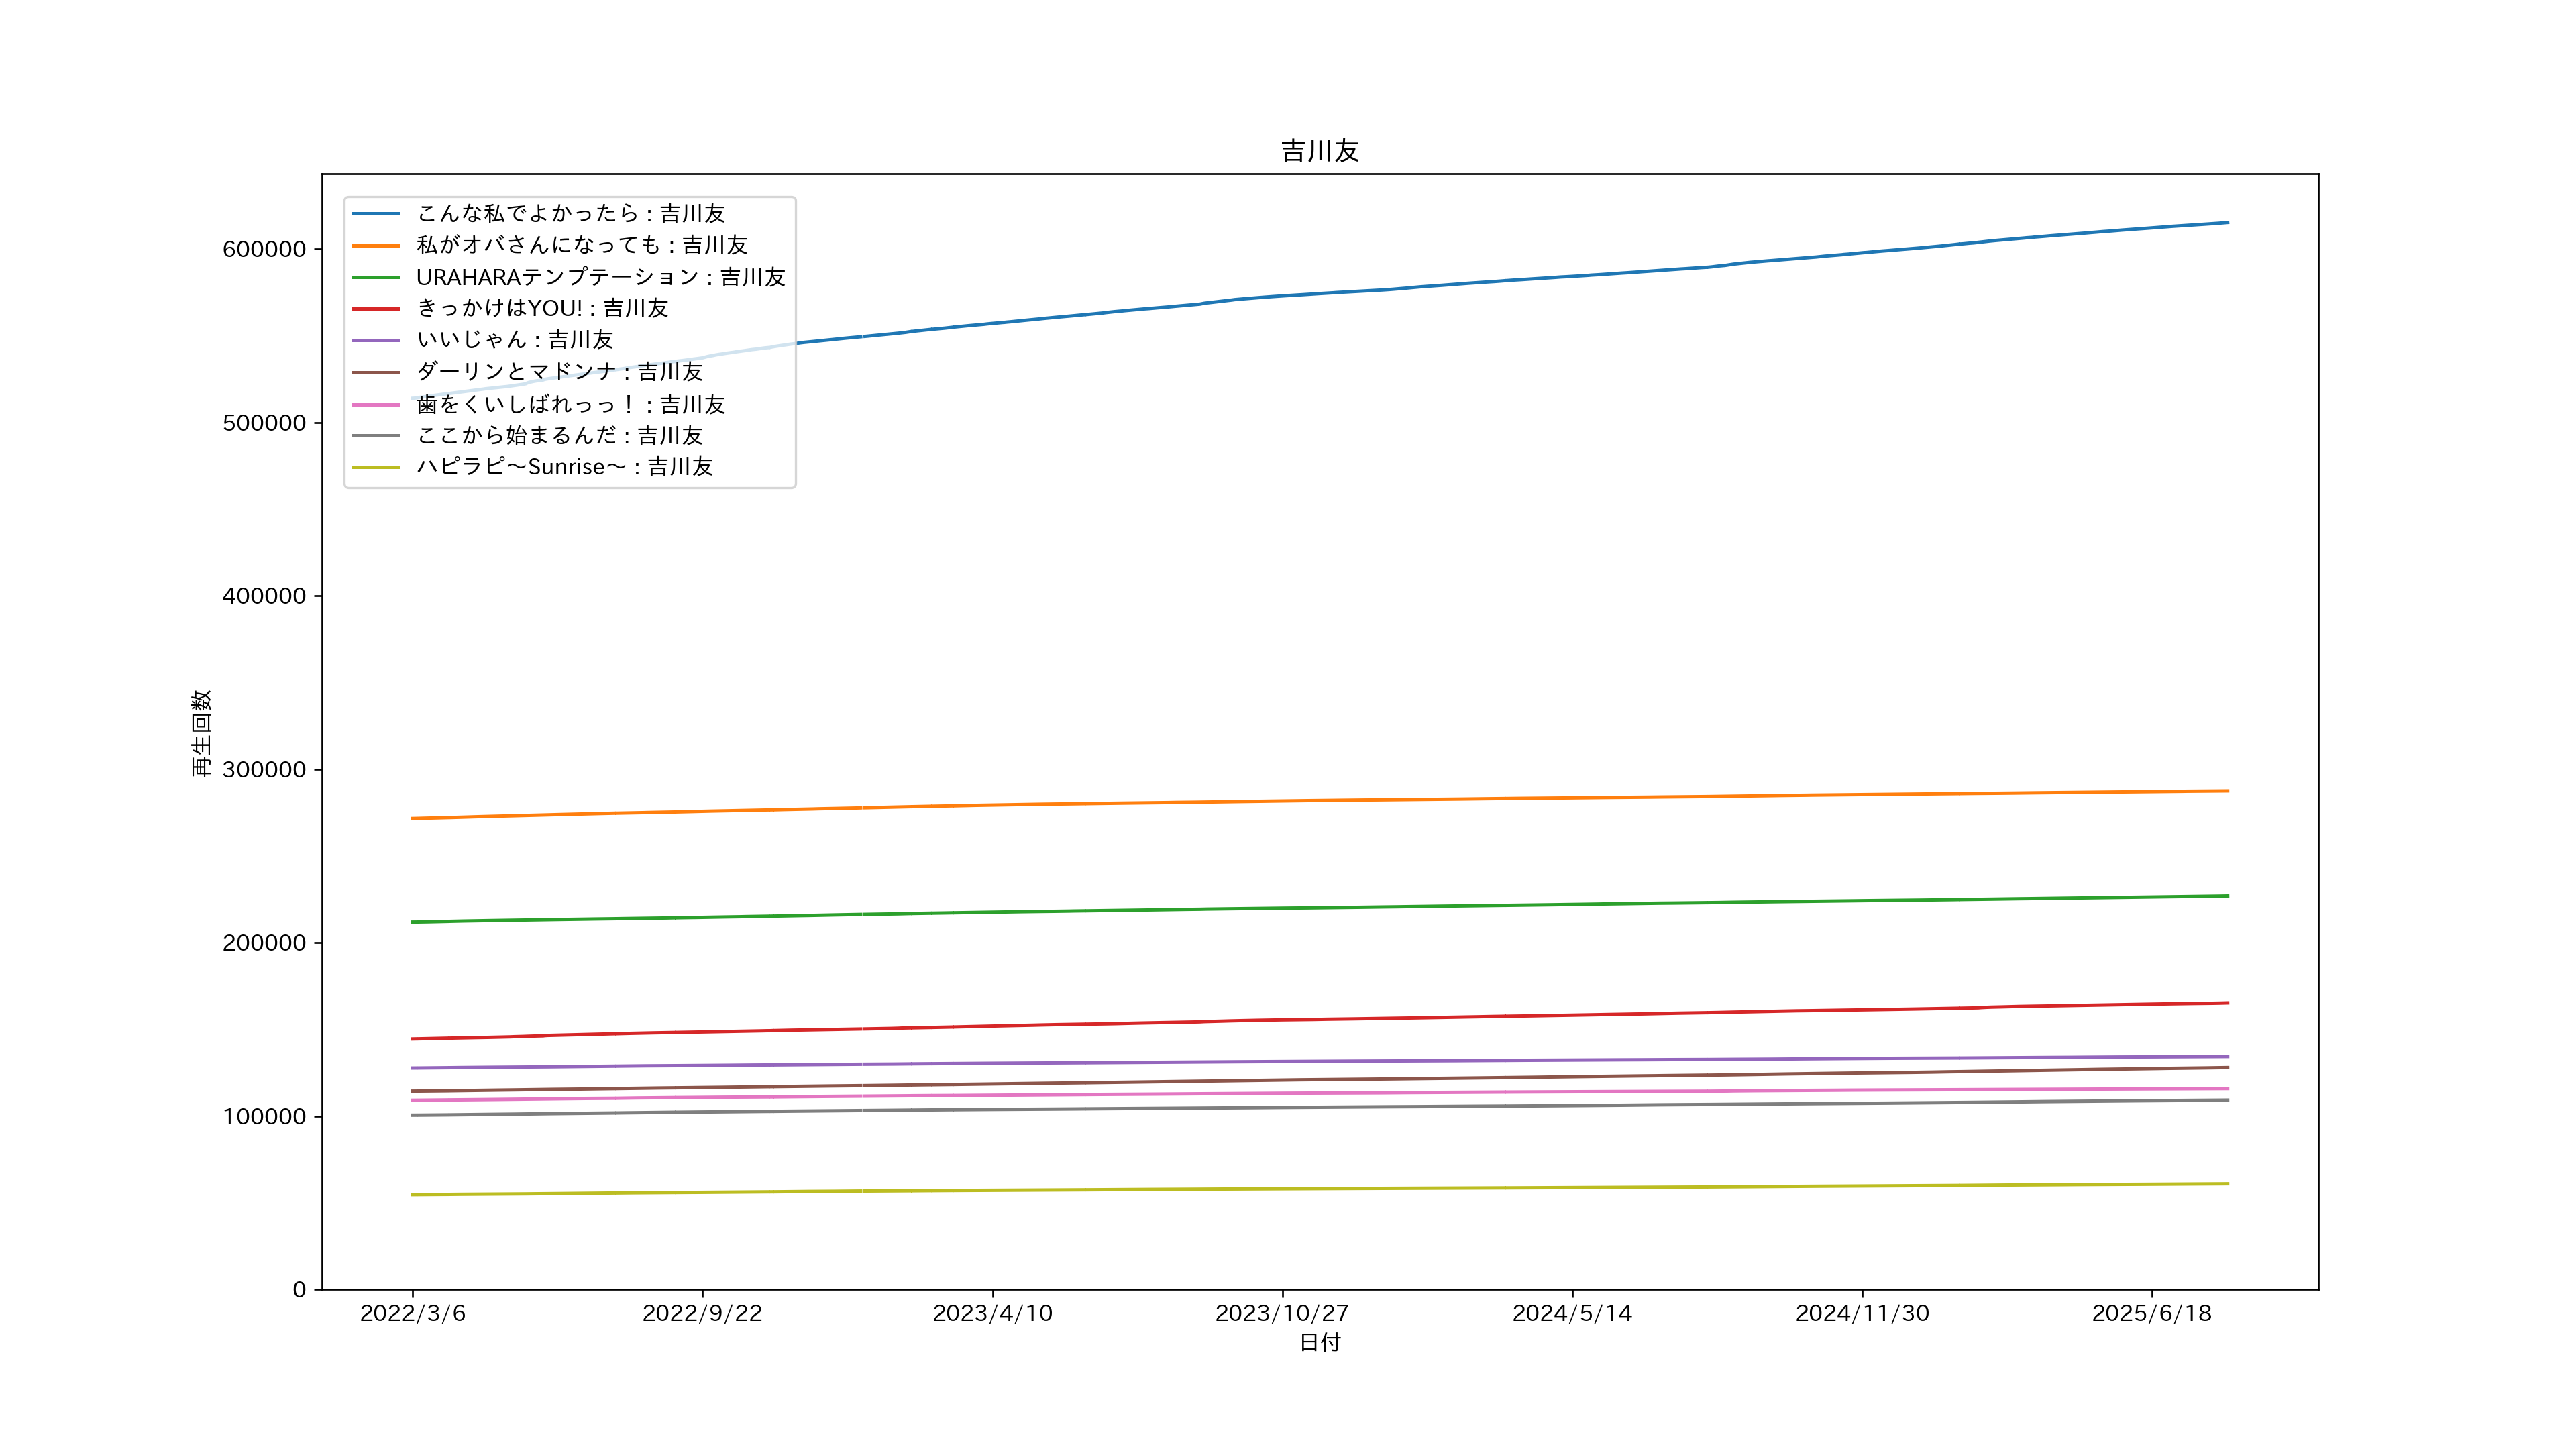 吉川友
こんな私でよかったら : 吉川友
私がオバさんになっても : 吉川友
URAHARAテンプテーション : 吉川友
きっかけはYOU! : 吉川友
いいじゃん : 吉川友
ダーリンとマドンナ : 吉川友
歯をくいしばれっっ！ : 吉川友
ここから始まるんだ : 吉川友
ハピラピ〜Sunrise〜 : 吉川友
600000
500000
400000
300000
200000
100000
0
再生回数
2022/3/6 2022/9/22 2023/4/10 2023/10/27 2024/5/14 2024/11/30 2025/6/18
日付